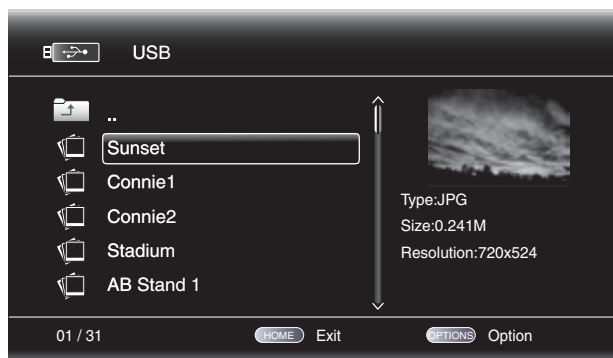 USB
..
Sunset
Connie1
Connie2
Stadium
AB Stand 1
Type:JPG
Size:0.241M
Resolution:720x524
01 / 31
HOME Exit
OPTIONS Option